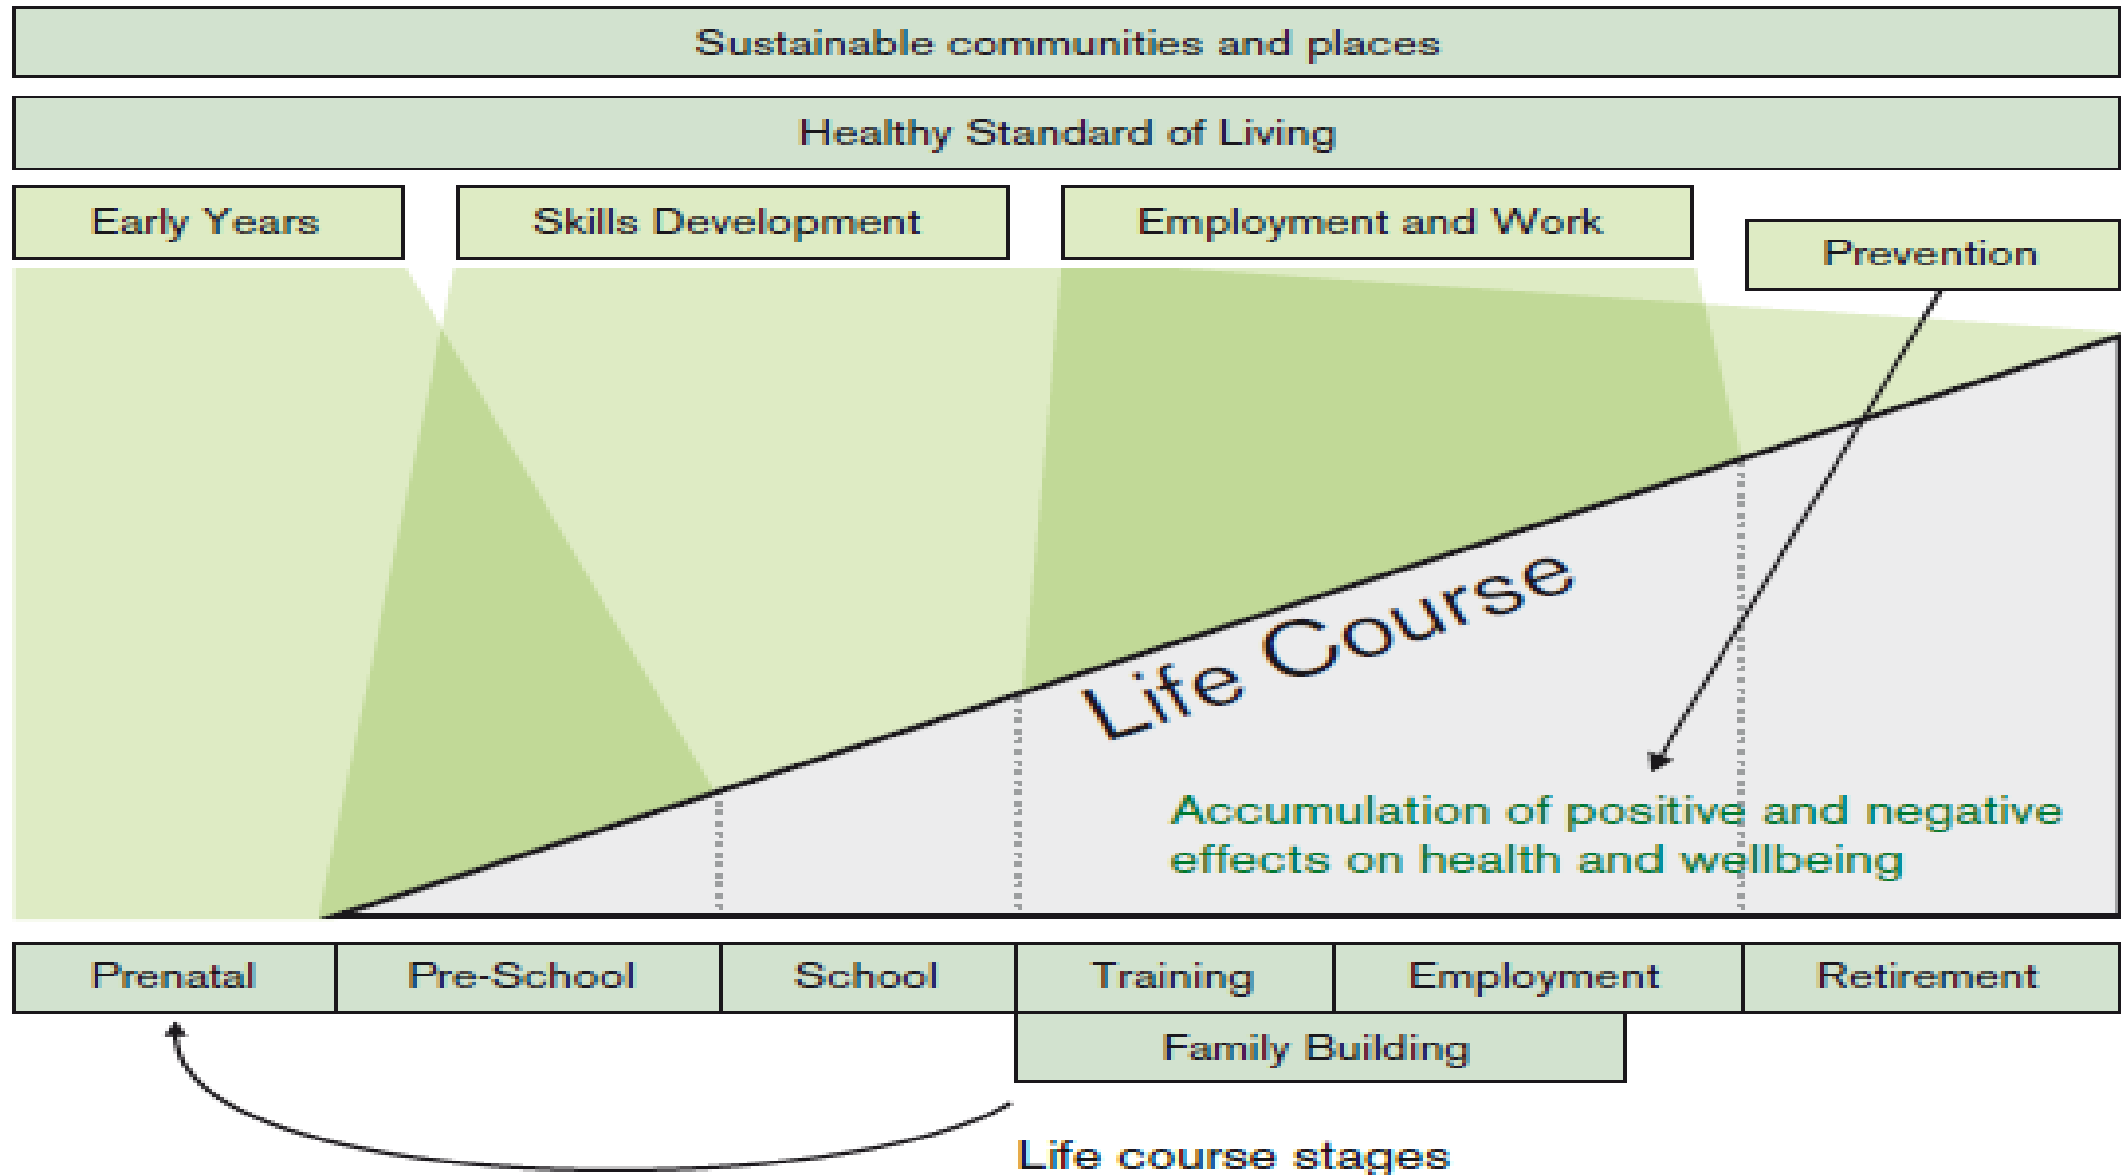 Sustainable communities and places
Healthy Standard of Living
Early Years
Skills Development
Employment and Work
Prevention
Life Course
Accumulation of positive and negative
effects on health and wellbeing
Prenatal
Pre-School
School
Training
Employment
Retirement
Family Building
Life course stages